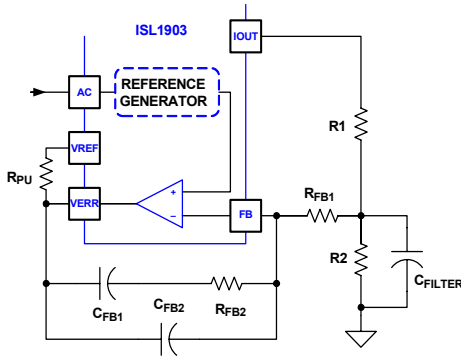 ISL1903
IOUT
AC
REFERENCE
GENERATOR
R1
VREF
RPU
VERR
+
−
FB
RFB1
R2
CFILTER
CFB1
RFB2
CFB2